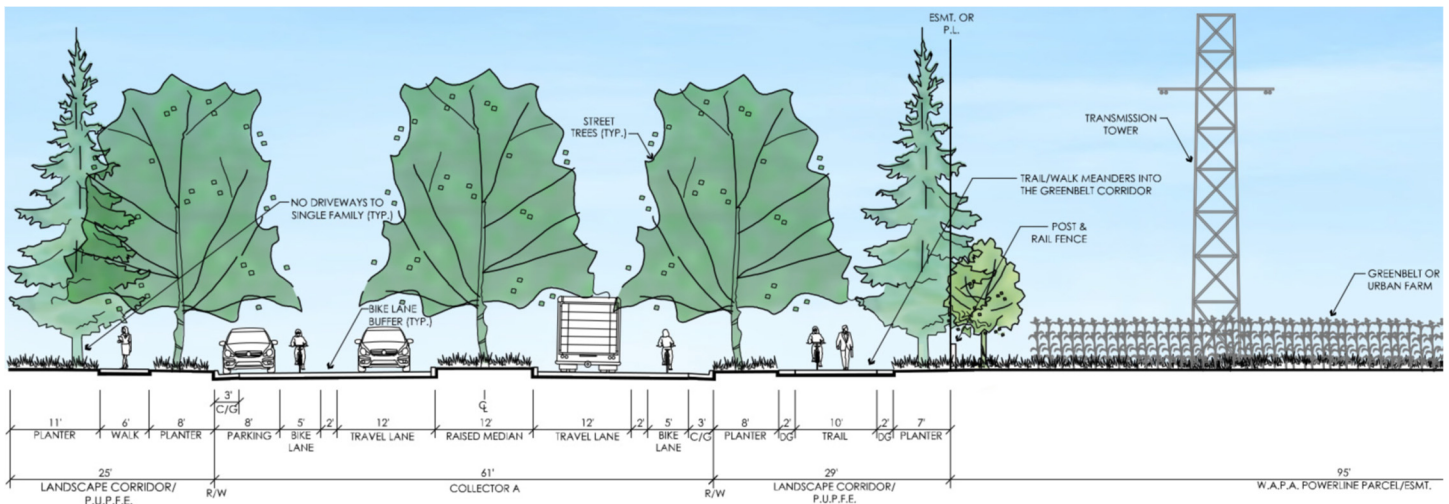 ESMT. OR
P.L.
STREET
TREES (TYP.)
TRANSMISSION
TOWER
TRAIL/WALK MEANDERS INTO
THE GREENBELT CORRIDOR
NO DRIVEWAYS TO
SINGLE FAMILY (TYP.)
POST &
RAIL FENCE
GREENBELT OR
URBAN FARM
BIKE LANE
BUFFER (TYP.)
3'
C/G
℄
11'
PLANTER
6'
WALK
8'
PLANTER
8'
PARKING
5'
BIKE
LANE
2'
12'
TRAVEL LANE
12'
RAISED MEDIAN
12'
TRAVEL LANE
2'
5'
BIKE
LANE
3'
C/G
8'
PLANTER
2'
DG
10'
TRAIL
2'
DG
7'
PLANTER
25'
LANDSCAPE CORRIDOR/
P.U.P.F.E.
R/W
61'
COLLECTOR A
R/W
29'
LANDSCAPE CORRIDOR/
P.U.P.F.E.
95'
W.A.P.A. POWERLINE PARCEL/ESMT.